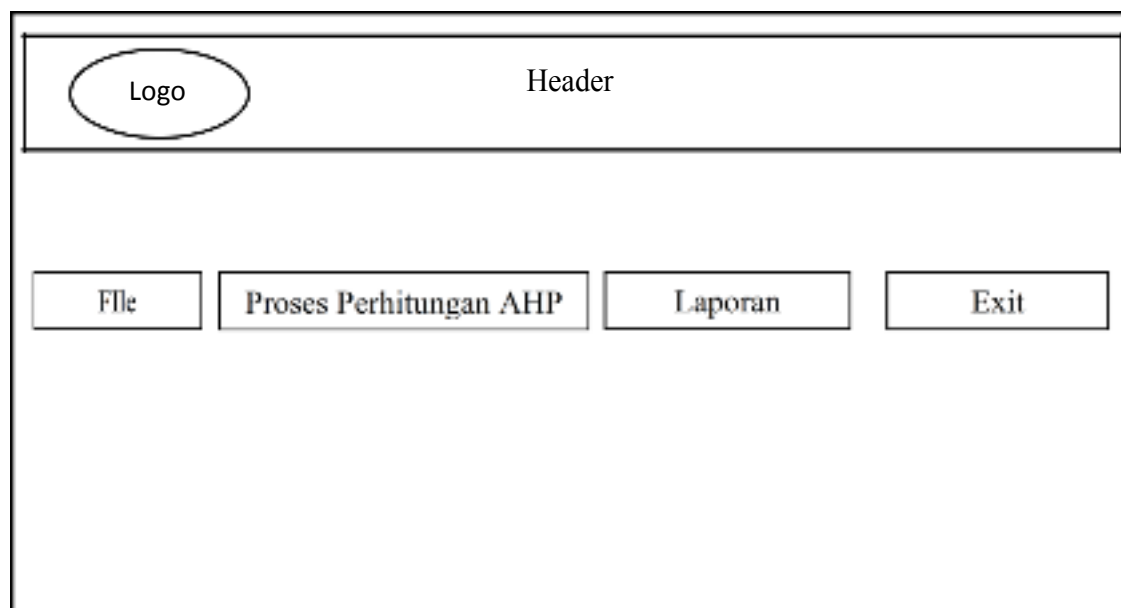 Logo
Header
FIle
Proses Perhitungan AHP
Laporan
Exit